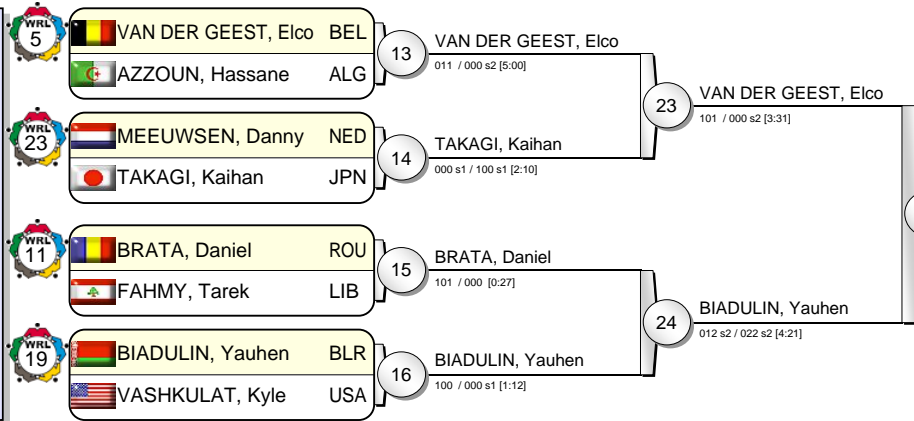 WRL
5
VAN DER GEEST, Elco BEL
AZZOUN, Hassane ALG
13
VAN DER GEEST, Elco
011 / 000 s2 [5:00]
WRL
23
MEEUWSEN, Danny NED
TAKAGI, Kaihan JPN
14
TAKAGI, Kaihan
000 s1 / 100 s1 [2:10]
23
VAN DER GEEST, Elco
101 / 000 s2 [3:31]
WRL
11
BRATA, Daniel ROU
FAHMY, Tarek LIB
15
BRATA, Daniel
101 / 000 [0:27]
WRL
19
BIADULIN, Yauhen BLR
VASHKULAT, Kyle USA
16
BIADULIN, Yauhen
100 / 000 s1 [1:12]
24
BIADULIN, Yauhen
012 s2 / 022 s2 [4:21]